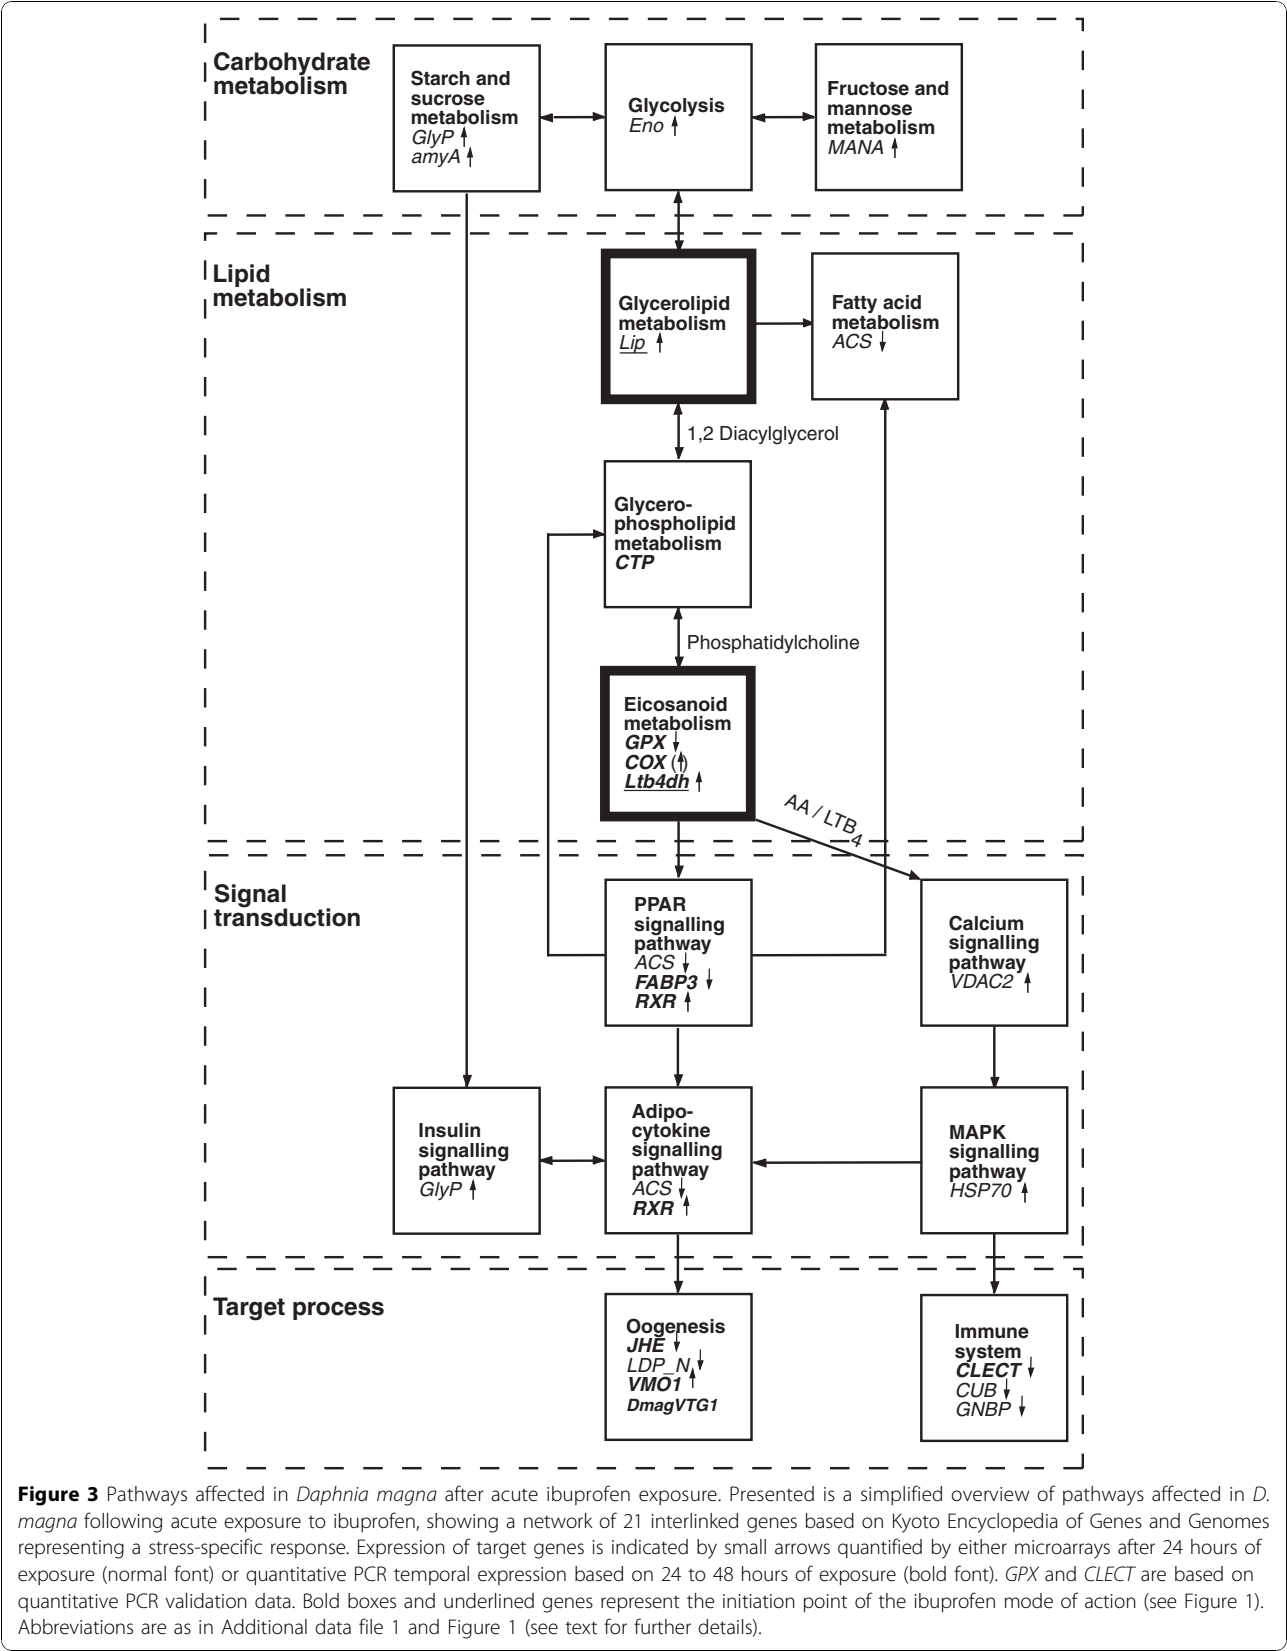 Carbohydrate
metabolism
Starch and
sucrose
metabolism
GlyP ↑
amyA ↑
Glycolysis
Eno ↑
Fructose and
mannose
metabolism
MANA ↑
Lipid
metabolism
Glycerolipid
metabolism
Lip ↑
Fatty acid
metabolism
ACS ↓
1,2 Diacylglycerol
Glycero-
phospholipid
metabolism
CTP
Phosphatidylcholine
Eicosanoid
metabolism
GPX ↓
COX (↑)
Ltb4dh ↑
AA / LTB4
Signal
transduction
PPAR
signalling
pathway
ACS ↓
FABP3 ↓
RXR ↑
Calcium
signalling
pathway
VDAC2 ↑
Insulin
signalling
pathway
GlyP ↑
Adipo-
cytokine
signalling
pathway
ACS ↓
RXR ↑
MAPK
signalling
pathway
HSP70 ↑
Target process
Oogenesis
JHE ↓
LDP_N ↓
VMO1 ↑
DmagVTG1
Immune
system
CLECT ↓
CUB ↓
GNBP ↓
Figure 3 Pathways affected in Daphnia magna after acute ibuprofen exposure. Presented is a simplified overview of pathways affected in D.
magna following acute exposure to ibuprofen, showing a network of 21 interlinked genes based on Kyoto Encyclopedia of Genes and Genomes
representing a stress-specific response. Expression of target genes is indicated by small arrows quantified by either microarrays after 24 hours of
exposure (normal font) or quantitative PCR temporal expression based on 24 to 48 hours of exposure (bold font). GPX and CLECT are based on
quantitative PCR validation data. Bold boxes and underlined genes represent the initiation point of the ibuprofen mode of action (see Figure 1).
Abbreviations are as in Additional data file 1 and Figure 1 (see text for further details).